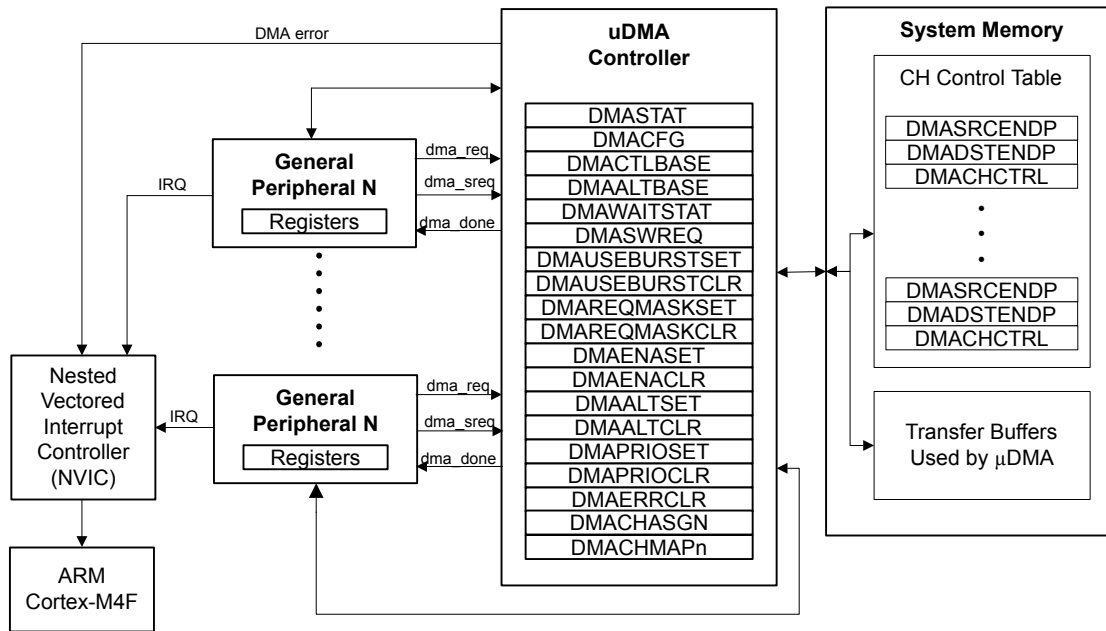 DMA error
uDMA
Controller
DMASTAT
DMACFG
DMACTLBASE
DMAALTBASE
DMAWAITSTAT
DMASWREQ
DMAUSEBURSTSET
DMAUSEBURSTCLR
DMAREQMASKSET
DMAREQMASKCLR
DMAENASET
DMAENACLR
DMAALTSET
DMAALTCLR
DMAPRIOSET
DMAPRIOCLR
DMAERRCLR
DMACHASGN
DMACHMAPn
General
Peripheral N
Registers
dma_req
dma_sreq
dma_done
IRQ
General
Peripheral N
Registers
dma_req
dma_sreq
dma_done
IRQ
Nested
Vectored
Interrupt
Controller
(NVIC)
ARM
Cortex-M4F
System Memory
CH Control Table
DMASRCENDP
DMADSTENDP
DMACHCTRL
DMASRCENDP
DMADSTENDP
DMACHCTRL
Transfer Buffers
Used by μDMA